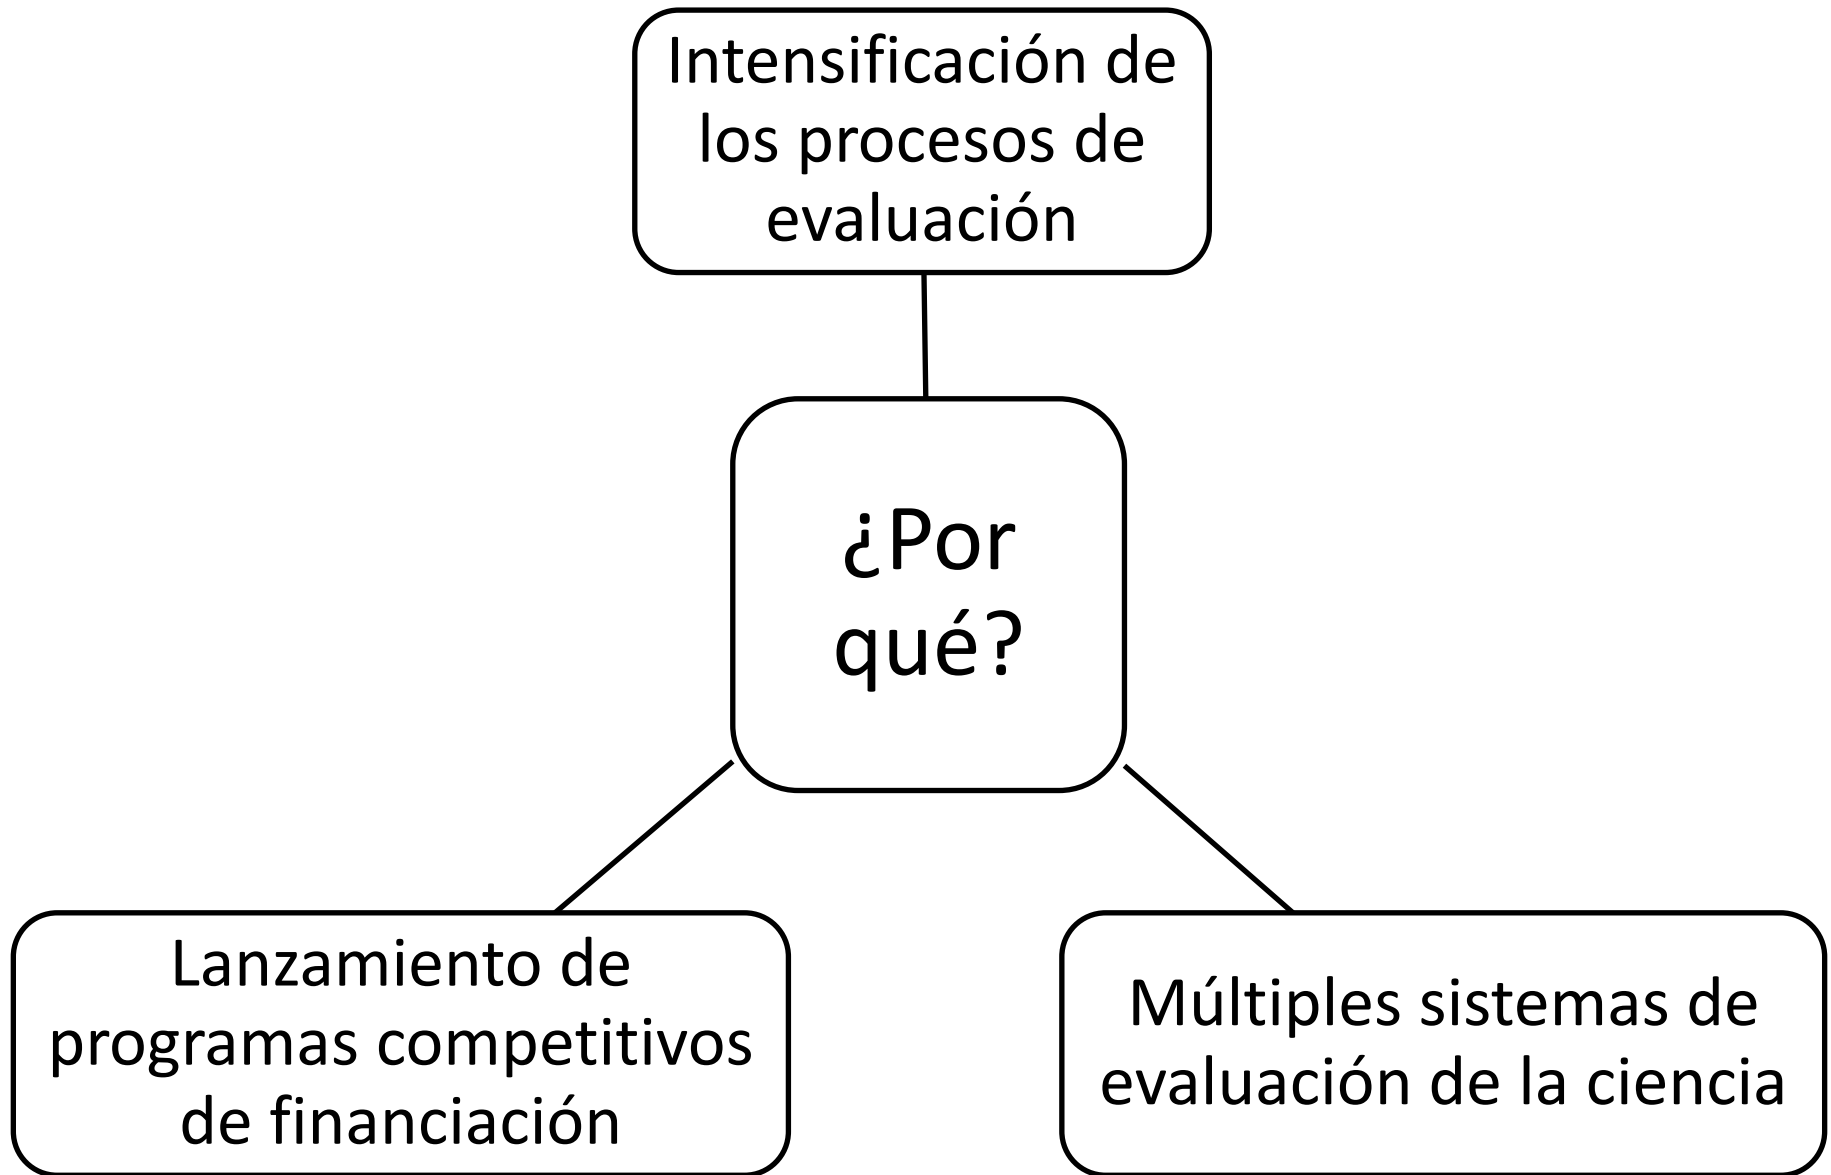 Intensificación de
los procesos de
evaluación
¿Por
qué?
Lanzamiento de
programas competitivos
de financiación
Múltiples sistemas de
evaluación de la ciencia